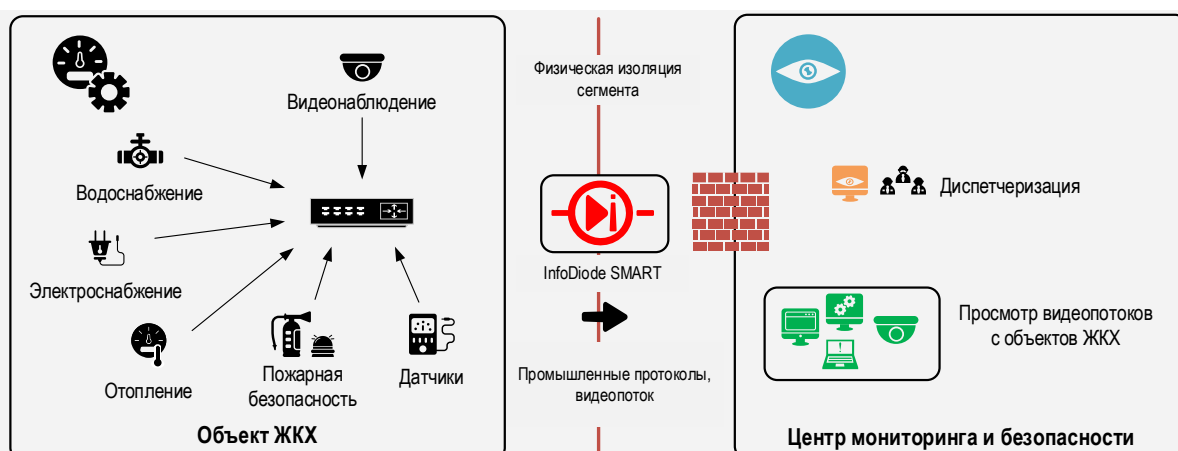 Видеонаблюдение
Водоснабжение
Электроснабжение
Отопление
Пожарная
безопасность
Датчики
Объект ЖКХ
Физическая изоляция
сегмента
InfoDiode SMART
Промышленные протоколы,
видеопоток
Диспетчеризация
Просмотр видеопотоков
с объектов ЖКХ
Центр мониторинга и безопасности